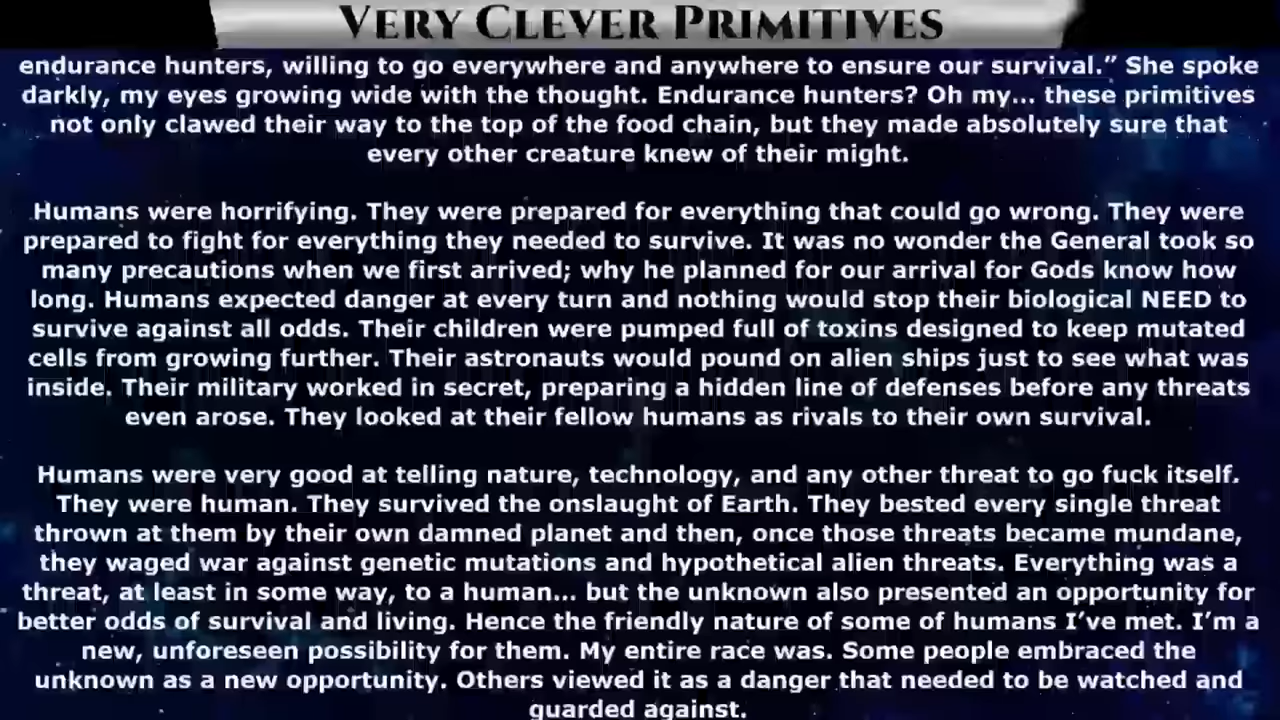 VERY CLEVER PRIMITIVES
endurance hunters, willing to go everywhere and anywhere to ensure our survival.” She spoke
darkly, my eyes growing wide with the thought. Endurance hunters? Oh my... these primitives
not only clawed their way to the top of the food chain, but they made absolutely sure that
every other creature knew of their might.
Humans were horrifying. They were prepared for everything that could go wrong. They were
prepared to fight for everything they needed to survive. It was no wonder the General took so
many precautions when we first arrived; why he planned for our arrival for Gods know how
long. Humans expected danger at every turn and nothing would stop their biological NEED to
survive against all odds. Their children were pumped full of toxins designed to keep mutated
cells from growing further. Their astronauts would pound on alien ships just to see what was
inside. Their military worked in secret, preparing a hidden line of defenses before any threats
even arose. They looked at their fellow humans as rivals to their own survival.
Humans were very good at telling nature, technology, and any other threat to go fuck itself.
They were human. They survived the onslaught of Earth. They bested every single threat
thrown at them by their own damned planet and then, once those threats became mundane,
they waged war against genetic mutations and hypothetical alien threats. Everything was a
threat, at least in some way, to a human... but the unknown also presented an opportunity for
better odds of survival and living. Hence the friendly nature of some of humans I’ve met. I’m a
new, unforeseen possibility for them. My entire race was. Some people embraced the
unknown as a new opportunity. Others viewed it as a danger that needed to be watched and
guarded against.